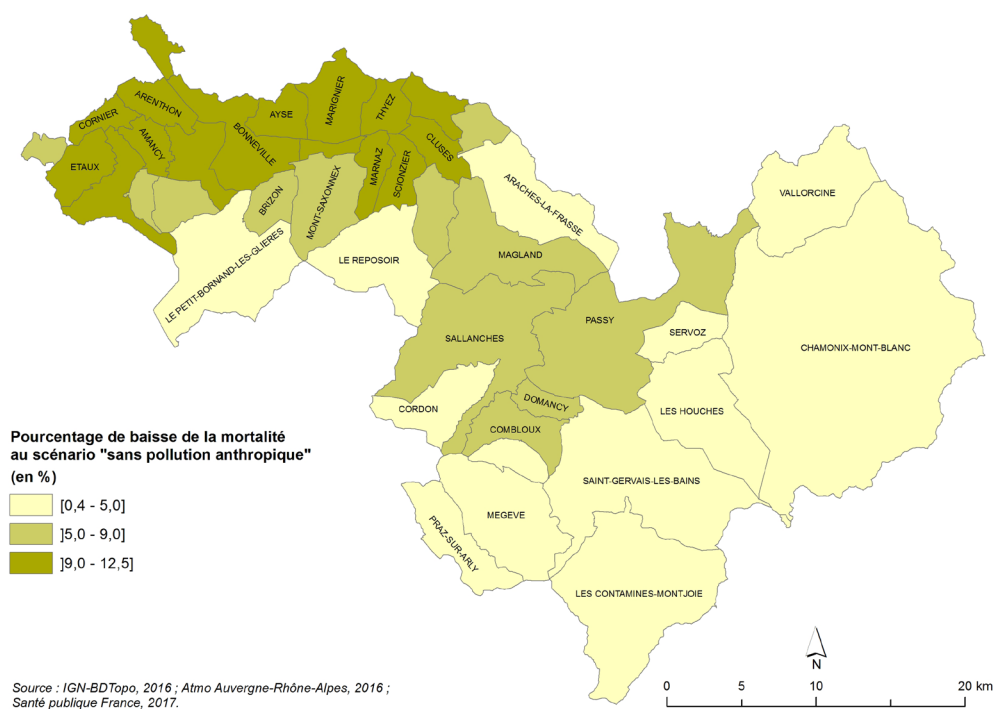 CORNIER
ARENTHON
AYSE
MARIGNIER
THYEZ
ETAUX
AMANCY
BONNEVILLE
MARNAZ
SCIONZIER
CLUSES
BRIZON
MONT-SAXONNEX
ARACHES-LA-FRASSE
VALLORCINE
LE PETIT-BORNAND-LES-GLIERES
LE REPOSOIR
MAGLAND
PASSY
SALLANCHES
SERVOZ
CHAMONIX-MONT-BLANC
CORDON
DOMANCY
LES HOUCHES
COMBLOUX
SAINT-GERVAIS-LES-BAINS
MEGEVE
PRAZ-SUR-ARLY
LES CONTAMINES-MONTJOIE
Pourcentage de baisse de la mortalité
au scénario "sans pollution anthropique"
(en %)
[0,4 - 5,0]
]5,0 - 9,0]
]9,0 - 12,5]
N
0 5 10 20 km
Source : IGN-BDTopo, 2016 ; Atmo Auvergne-Rhône-Alpes, 2016 ;
Santé publique France, 2017.